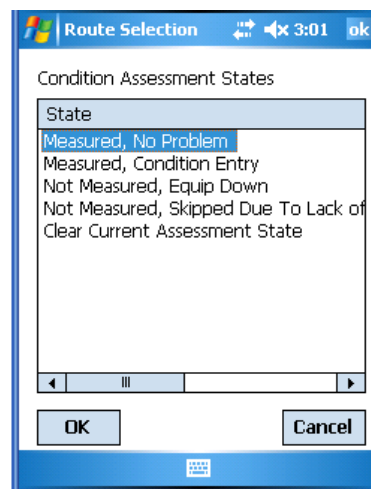 Route Selection 3:01 ok
Condition Assessment States
State
Measured, No Problem
Measured, Condition Entry
Not Measured, Equip Down
Not Measured, Skipped Due To Lack of
Clear Current Assessment State
OK Cancel